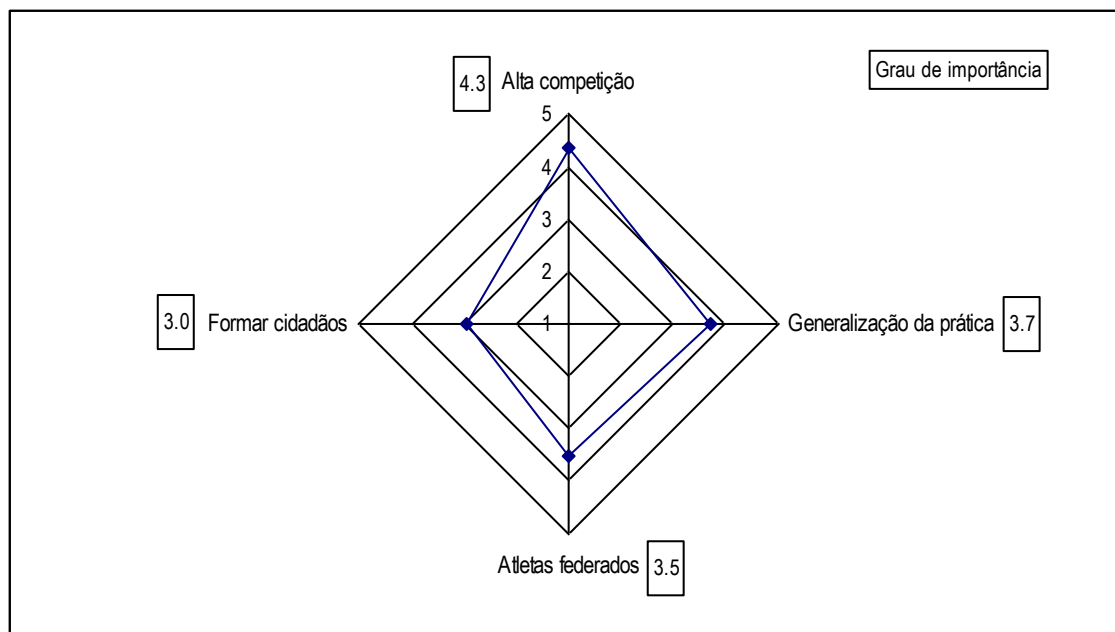 Grau de importância
4.3
Alta competição
5
4
3
2
1
3.0
Formar cidadãos
Generalização da prática
3.7
Atletas federados
3.5